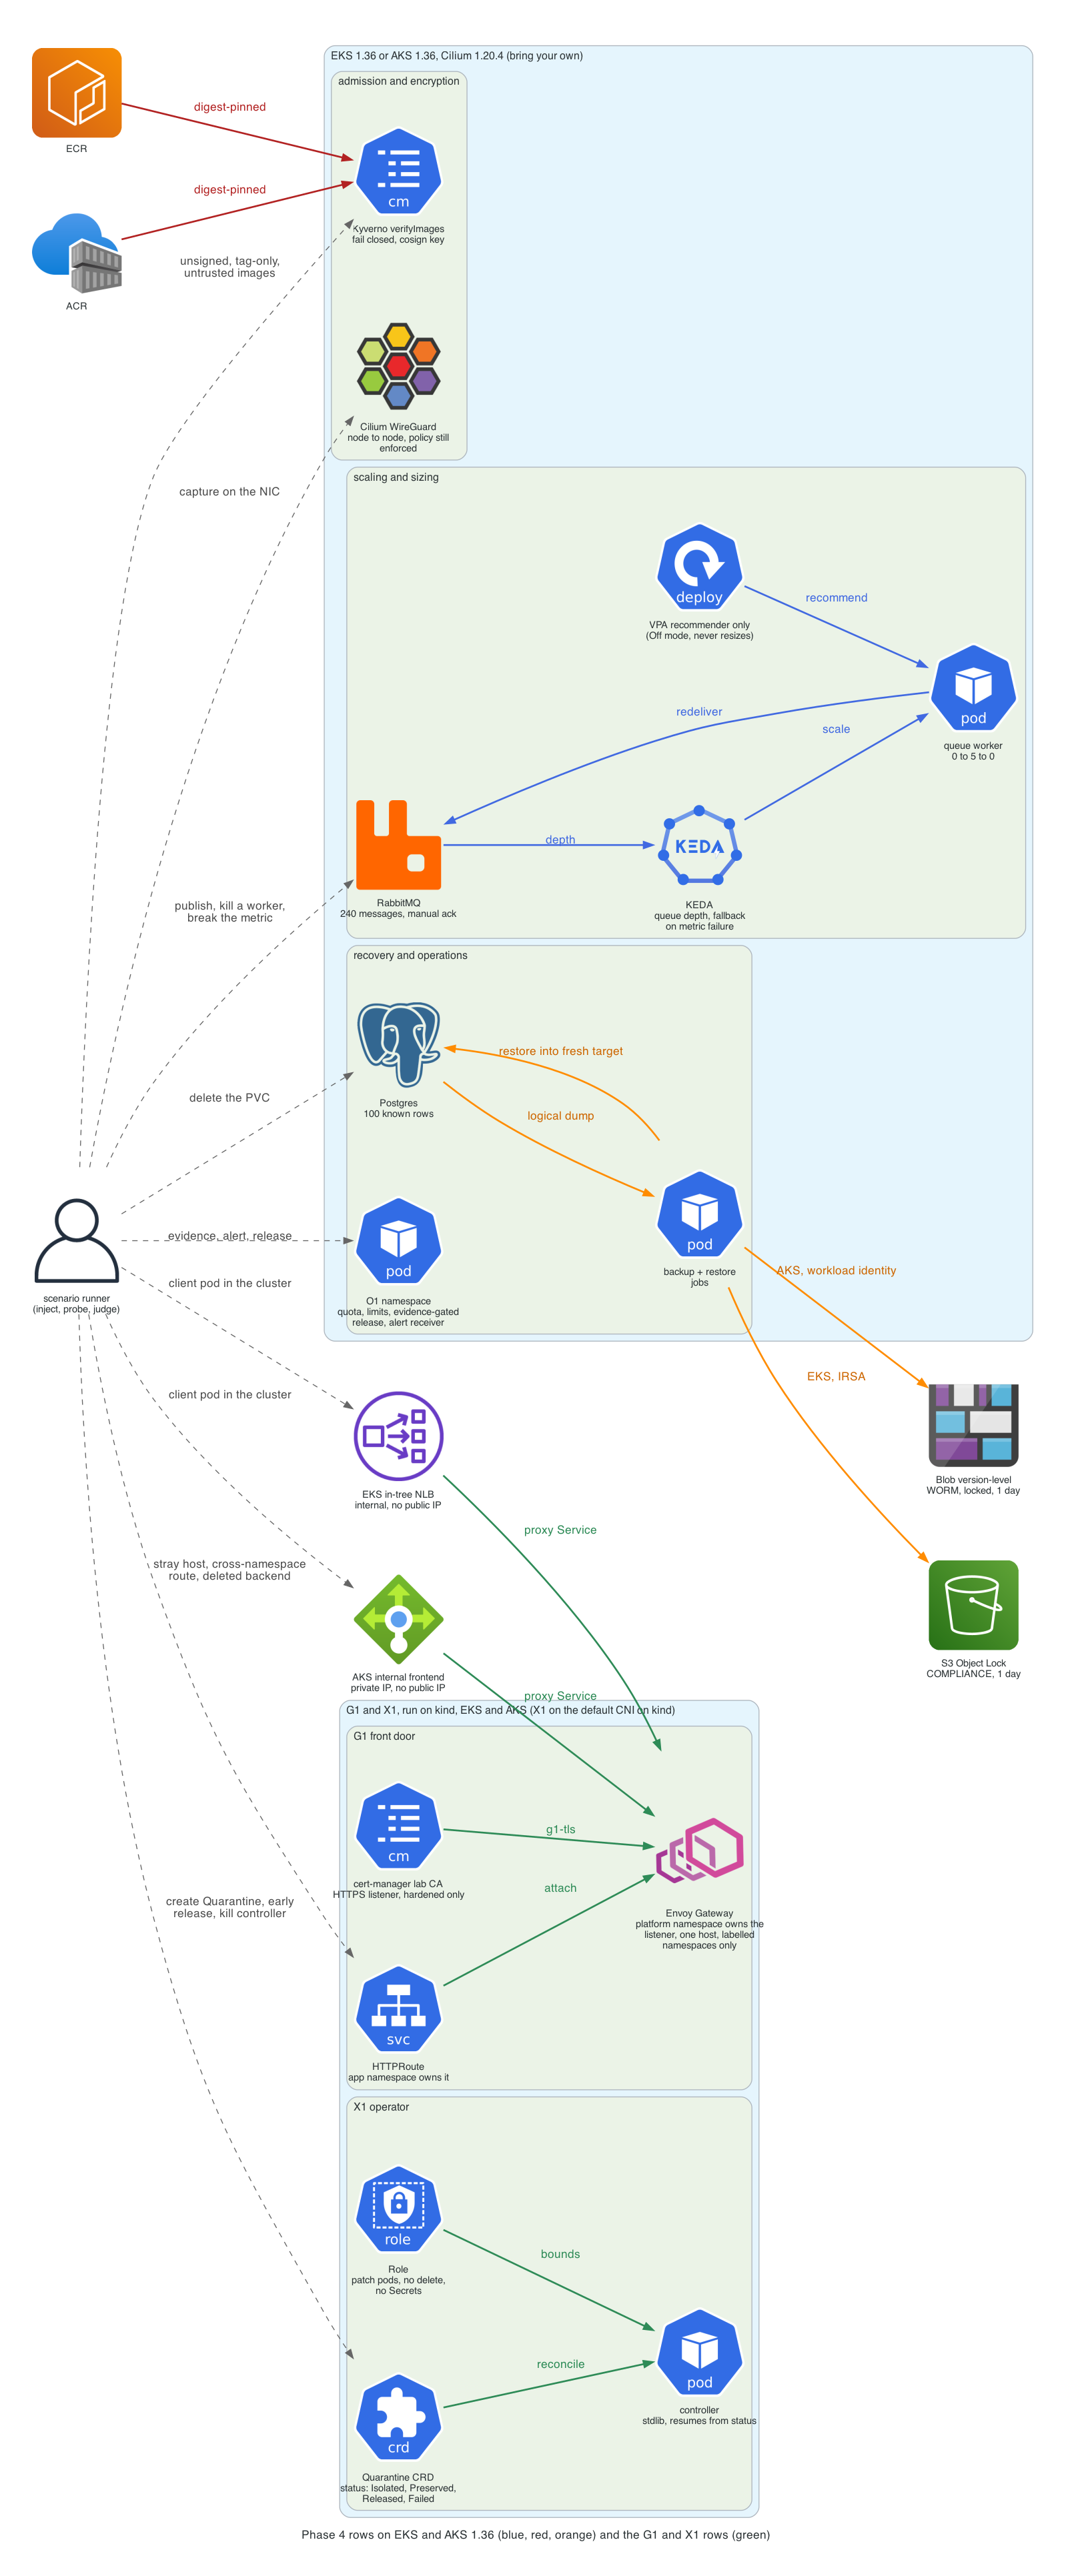 EKS 1.36 or AKS 1.36, Cilium 1.20.4 (bring your own)
admission and encryption
ECR
digest-pinned
digest-pinned
cm
Kyverno verifyImages
fail closed, cosign key
ACR
unsigned, tag-only,
untrusted images
Cilium WireGuard
node to node, policy still
enforced
capture on the NIC
scaling and sizing
deploy
VPA recommender only
(Off mode, never resizes)
recommend
pod
queue worker
0 to 5 to 0
redeliver
scale
depth
KEDA
RabbitMQ
240 messages, manual ack
KEDA
queue depth, fallback
on metric failure
publish, kill a worker,
break the metric
recovery and operations
restore into fresh target
Postgres
100 known rows
logical dump
delete the PVC
pod
backup + restore
jobs
evidence, alert, release
pod
O1 namespace
quota, limits, evidence-gated
release, alert receiver
scenario runner
(inject, probe, judge)
client pod in the cluster
AKS, workload identity
EKS, IRSA
client pod in the cluster
Blob version-level
WORM, locked, 1 day
EKS in-tree NLB
internal, no public IP
proxy Service
stray host, cross-namespace
route, deleted backend
S3 Object Lock
COMPLIANCE, 1 day
AKS internal frontend
private IP, no public IP
proxy Service
G1 and X1, run on kind, EKS and AKS (X1 on the default CNI on kind)
G1 front door
cm
cert-manager lab CA
HTTPS listener, hardened only
g1-tls
attach
Envoy Gateway
platform namespace owns the
listener, one host, labelled
namespaces only
create Quarantine, early
release, kill controller
svc
HTTPRoute
app namespace owns it
X1 operator
role
Role
patch pods, no delete,
no Secrets
bounds
reconcile
pod
controller
stdlib, resumes from status
crd
Quarantine CRD
status: Isolated, Preserved,
Released, Failed
Phase 4 rows on EKS and AKS 1.36 (blue, red, orange) and the G1 and X1 rows (green)